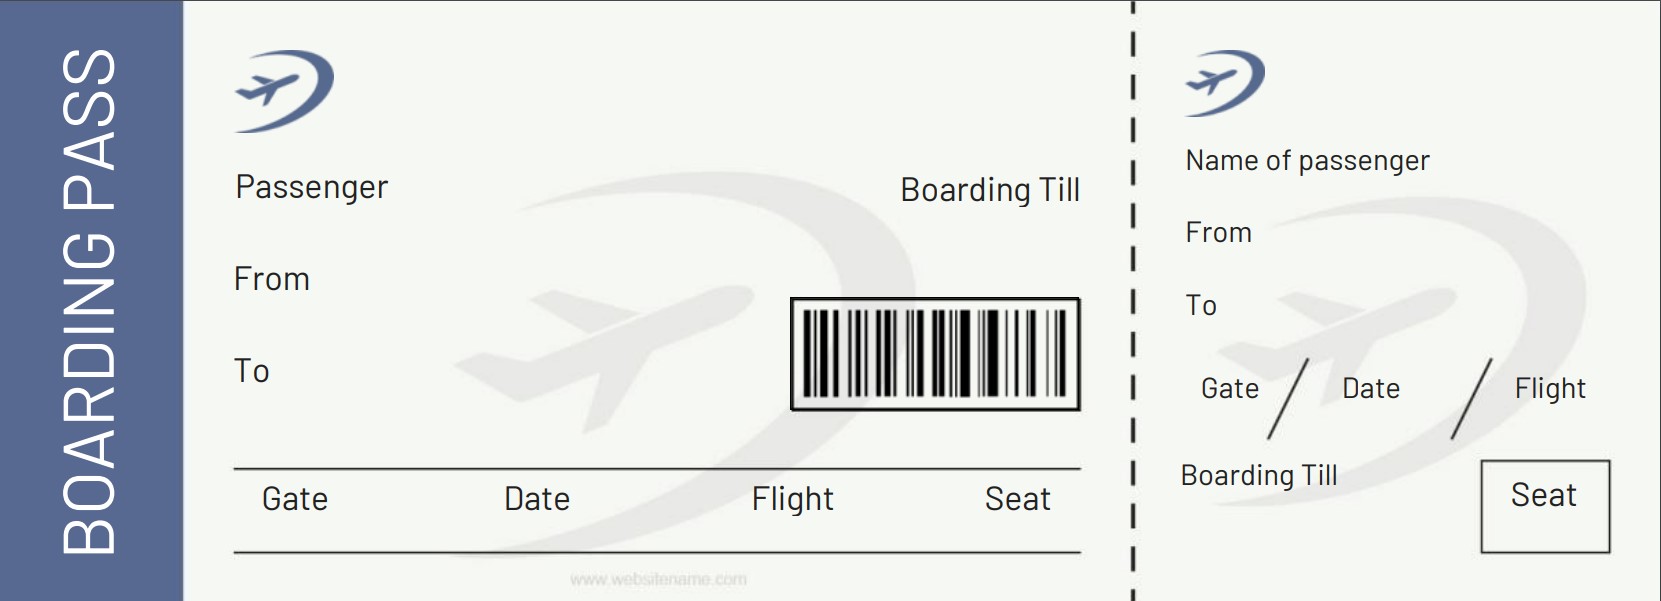 BOARDING PASS
Passenger
Boarding Till
From
To
Gate Date Flight Seat
www.websitename.com
Name of passenger
From
To
Gate / Date / Flight
Boarding Till
Seat